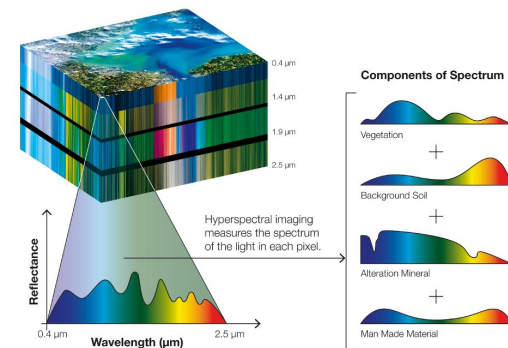 0.4 µm
1.4 µm
1.9 µm
2.5 µm
Components of Spectrum
Vegetation
+
Background Soil
+
Alteration Mineral
+
Man Made Material
Hyperspectral imaging
measures the spectrum
of the light in each pixel.
Reflectance
0.4 µm
2.5 µm
Wavelength (µm)